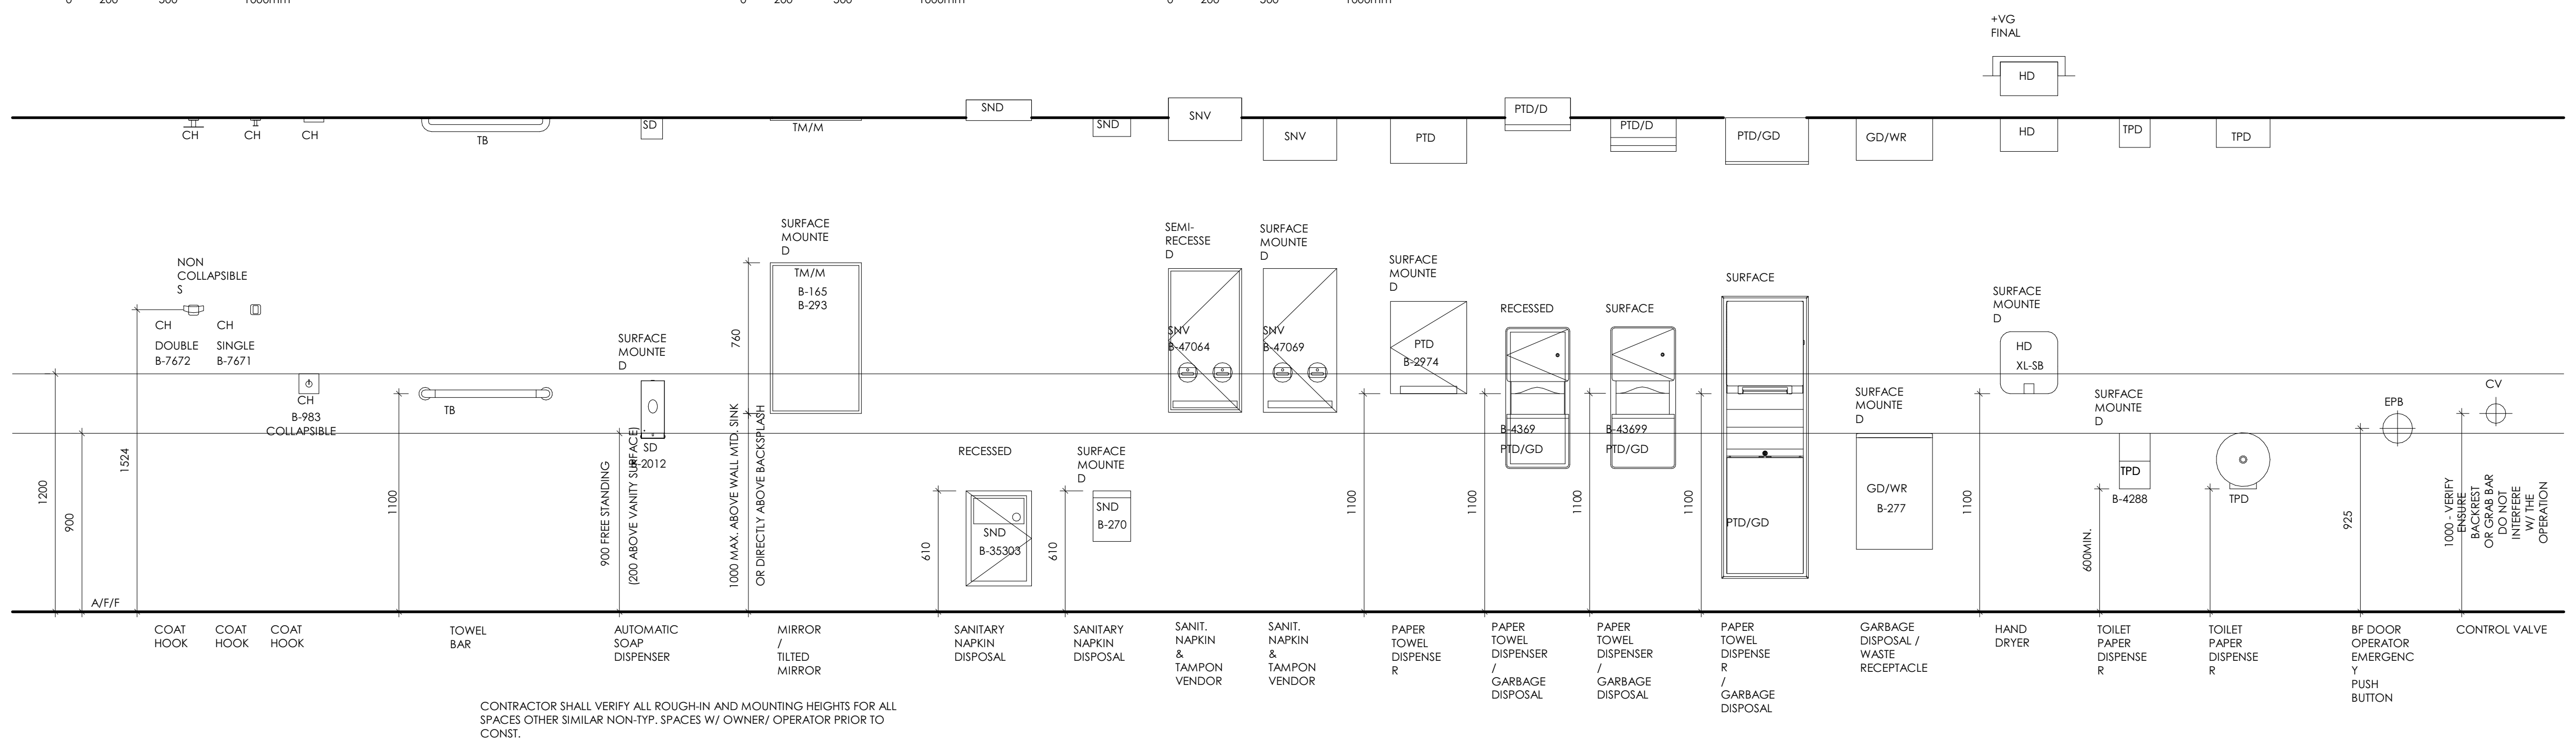 +VG
FINAL
HD
CH
CH
CH
TB
SD
TM/M
SND
SND
SNV
SNV
PTD
PTD/D
PTD/D
PTD/GD
GD/WR
HD
TPD
TPD
NON
COLLAPSIBLE
S
CH
DOUBLE
B-7672
CH
SINGLE
B-7671
CH
B-983
COLLAPSIBLE
TB
SURFACE
MOUNTE
D
SD
SURFACE
MOUNTE
D
TM/M
B-165
B-293
760
RECESSED
SND
B-35303
SURFACE
MOUNTE
D
SND
B-270
SEMI-
RECESSE
D
SNV
B-47064
SURFACE
MOUNTE
D
SNV
B-47069
SURFACE
MOUNTE
D
PTD
B-2974
RECESSED
B-4369
PTD/GD
SURFACE
B-43699
PTD/GD
SURFACE
PTD/GD
SURFACE
MOUNTE
D
GD/WR
B-277
SURFACE
MOUNTE
D
HD
XL-SB
SURFACE
MOUNTE
D
TPD
B-4288
TPD
EPB
CV
1200
900
A/F/F
1524
1100
900 FREE STANDING
(200 ABOVE VANITY SURFACE)
1000 MAX. ABOVE WALL MTD. SINK
OR DIRECTLY ABOVE BACKSPLASH
610
610
1100
1100
1100
1100
1100
600MIN.
925
1000 - VERIFY
ENSURE
BACKREST
OR GRAB BAR
DO NOT
INTERFERE
W/ THE
OPERATION
COAT
HOOK
COAT
HOOK
COAT
HOOK
TOWEL
BAR
AUTOMATIC
SOAP
DISPENSER
MIRROR
/
TILTED
MIRROR
SANITARY
NAPKIN
DISPOSAL
SANITARY
NAPKIN
DISPOSAL
SANIT.
NAPKIN
&
TAMPON
VENDOR
SANIT.
NAPKIN
&
TAMPON
VENDOR
PAPER
TOWEL
DISPENSE
R
PAPER
TOWEL
DISPENSER
/
GARBAGE
DISPOSAL
PAPER
TOWEL
DISPENSER
/
GARBAGE
DISPOSAL
PAPER
TOWEL
DISPENSE
R
/
GARBAGE
DISPOSAL
GARBAGE
DISPOSAL /
WASTE
RECEPTACLE
HAND
DRYER
TOILET
PAPER
DISPENSE
R
TOILET
PAPER
DISPENSE
R
BF DOOR
OPERATOR
EMERGENC
Y
PUSH
BUTTON
CONTROL VALVE
CONTRACTOR SHALL VERIFY ALL ROUGH-IN AND MOUNTING HEIGHTS FOR ALL
SPACES OTHER SIMILAR NON-TYP. SPACES W/ OWNER/ OPERATOR PRIOR TO
CONST.